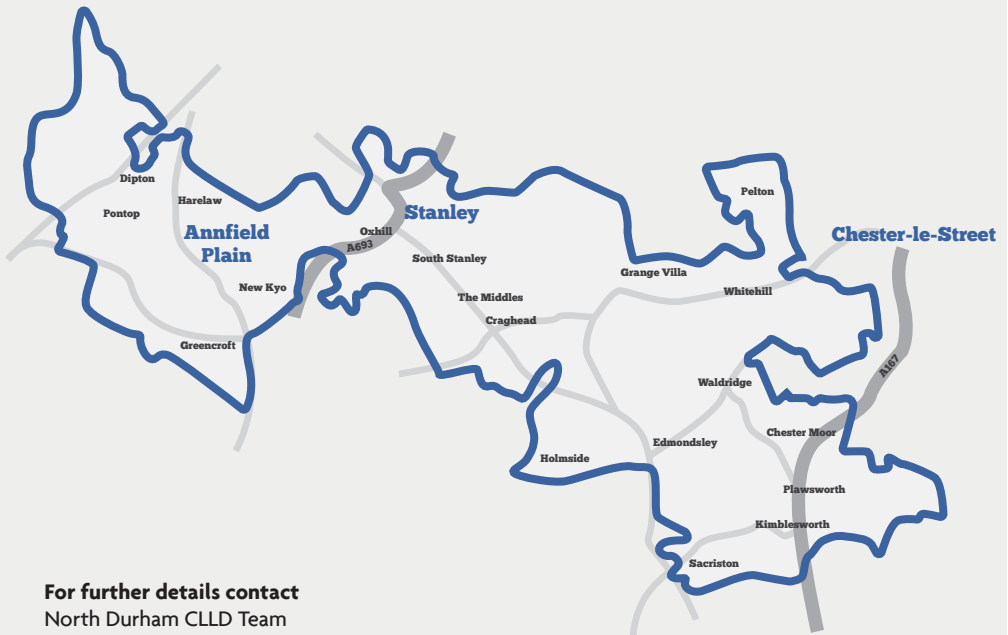 Dipton
Pontop
Harelaw
Annfield
Plain
New Kyo
Greencroft
Stanley
Oxhill
A693
South Stanley
The Middles
Craghead
Grange Villa
Pelton
Chester-le-Street
Whitehill
A167
Waldridge
Chester Moor
Edmondsley
Holmside
Plawsworth
Kimblesworth
Sacriston
For further details contact
North Durham CLLD Team